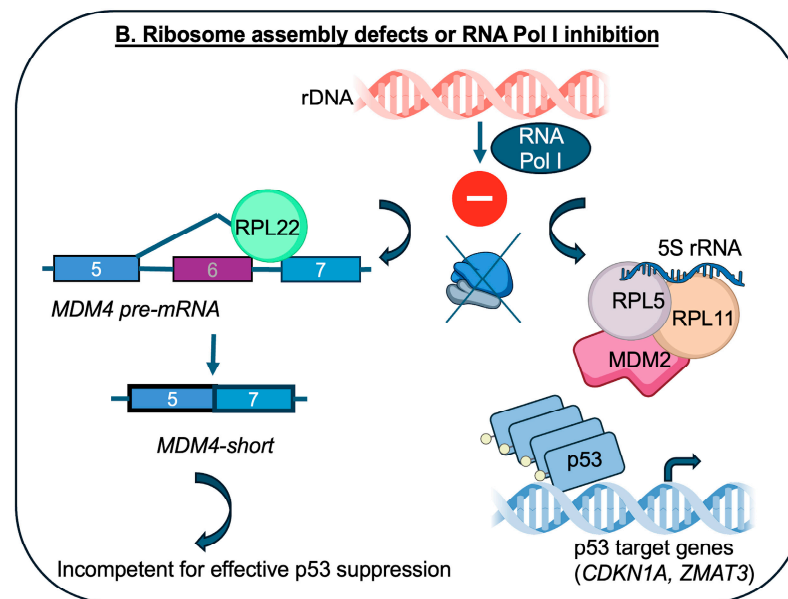 B. Ribosome assembly defects or RNA Pol I inhibition
rDNA
RNA
Pol I
RPL22
5
6
7
MDM4 pre-mRNA
5
7
MDM4-short
Incompetent for effective p53 suppression
5S rRNA
RPL5
RPL11
MDM2
p53
p53 target genes
(CDKN1A, ZMAT3)